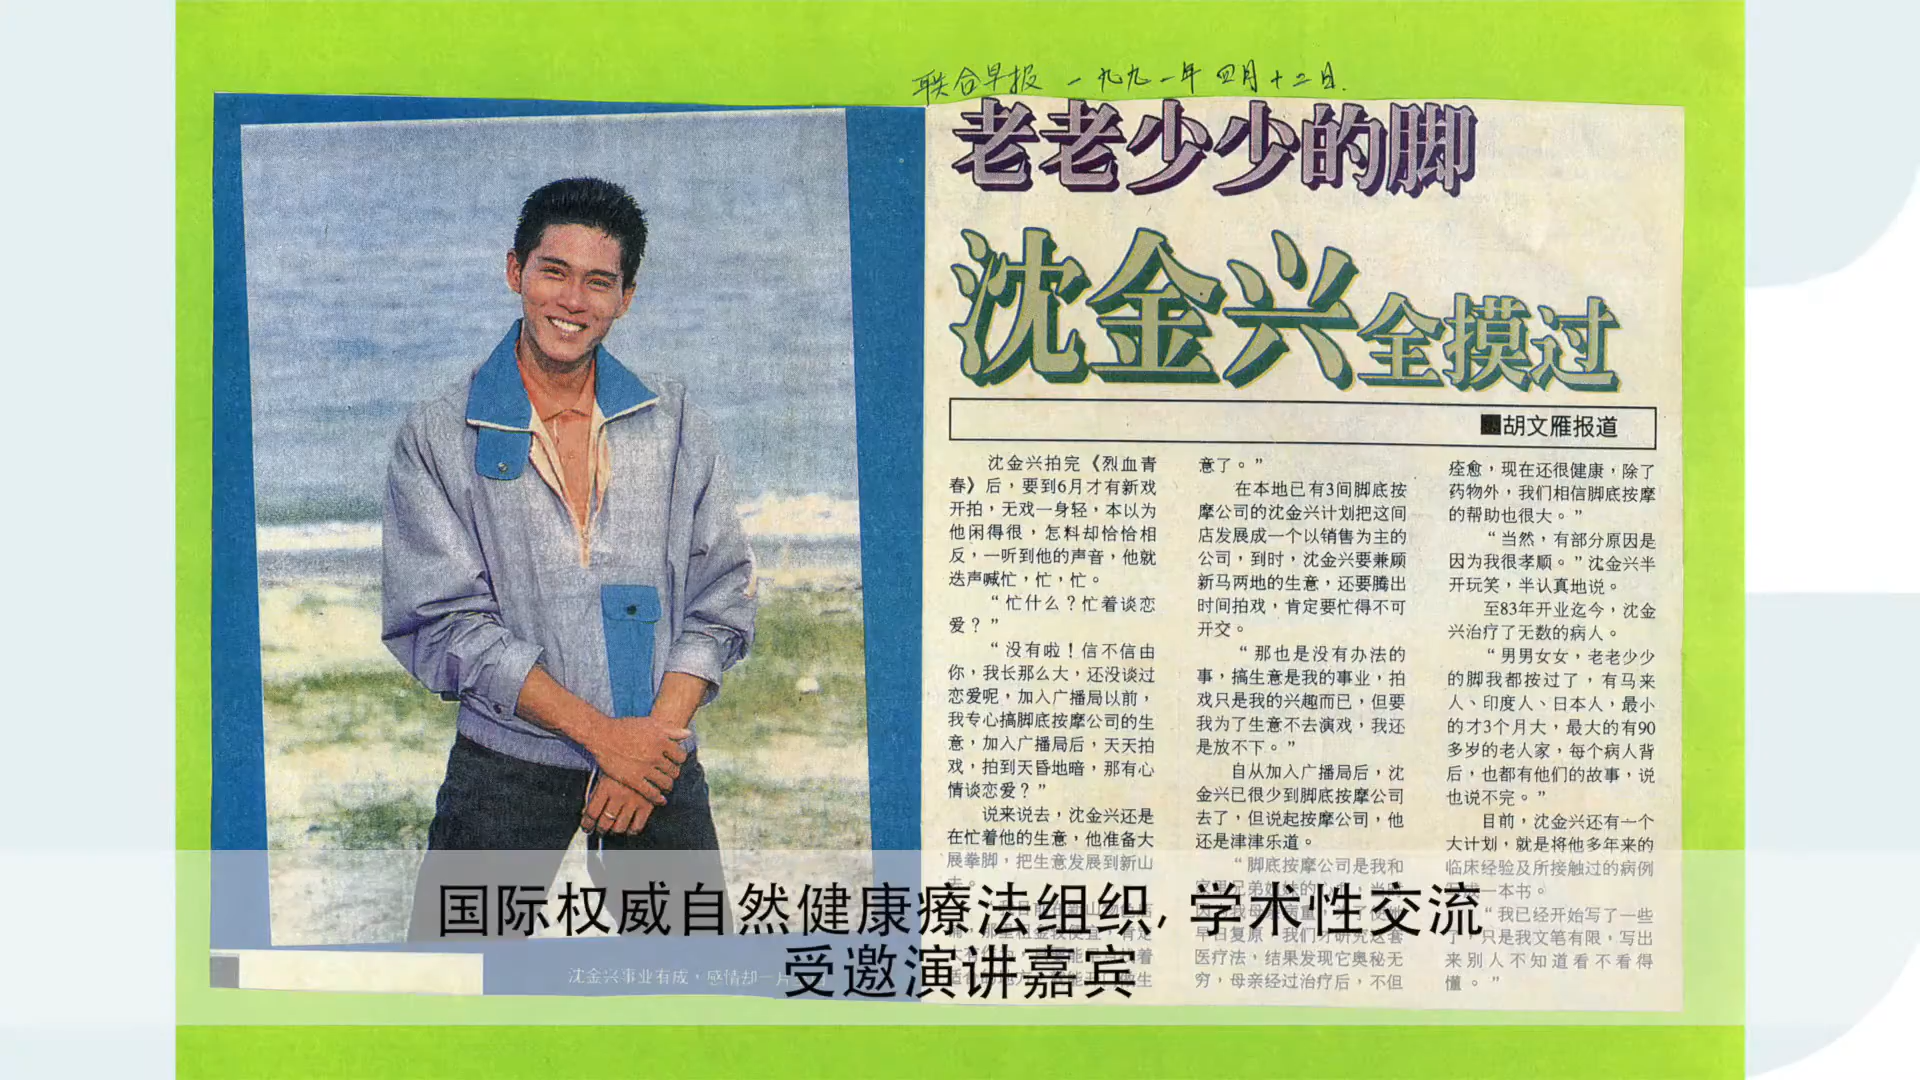 联合早报 一九九一年 四月十二日.
老老少少的脚
沈金兴全摸过
■胡文雁报道
沈金兴拍完《烈血青
春》后，要到6月才有新戏
开拍，无戏一身轻，本以为
他闲得很，怎料却恰恰相
反，一听到他的声音，他就
迭声喊忙，忙，忙。
“忙什么？忙着谈恋
爱？”
“没有啦！信不信由
你，我长那么大，还没谈过
恋爱呢，加入广播局以前，
我专心搞脚底按摩公司的生
意，加入广播局后，天天拍
戏，拍到天昏地暗，那有心
情谈恋爱？”
说来说去，沈金兴还是
在忙着他的生意，他准备大
展拳脚，把生意发展到新山
去。
意了。”
在本地已有3间脚底按
摩公司的沈金兴计划把这间
店发展成一个以销售为主的
公司，到时，沈金兴要兼顾
新马两地的生意，还要腾出
时间拍戏，肯定要忙得不可
开交。
“那也是没有办法的
事，搞生意是我的事业，拍
戏只是我的兴趣而已，但要
我为了生意不去演戏，我还
是放不下。”
自从加入广播局后，沈
金兴已很少到脚底按摩公司
去了，但说起按摩公司，他
还是津津乐道。
“脚底按摩公司是我和
早日复原，我们才研究这套
医疗法，结果发现它奥秘无
穷，母亲经过治疗后，不但
痊愈，现在还很健康，除了
药物外，我们相信脚底按摩
的帮助也很大。”
“当然，有部分原因是
因为我很孝顺。”沈金兴半
开玩笑，半认真地说。
至83年开业迄今，沈金
兴治疗了无数的病人。
“男男女女，老老少少
的脚我都按过了，有马来
人、印度人、日本人，最小
的才3个月大，最大的有90
多岁的老人家，每个病人背
后，也都有他们的故事，说
也说不完。”
目前，沈金兴还有一个
大计划，就是将他多年来的
临床经验及所接触过的病例
写成一本书。
“我已经开始写了一些
了，只是我文笔有限，写出
来别人不知道看不看得
懂。”
沈金兴事业有成，感情却一片
国际权威自然健康療法组织，学术性交流
受邀演讲嘉宾